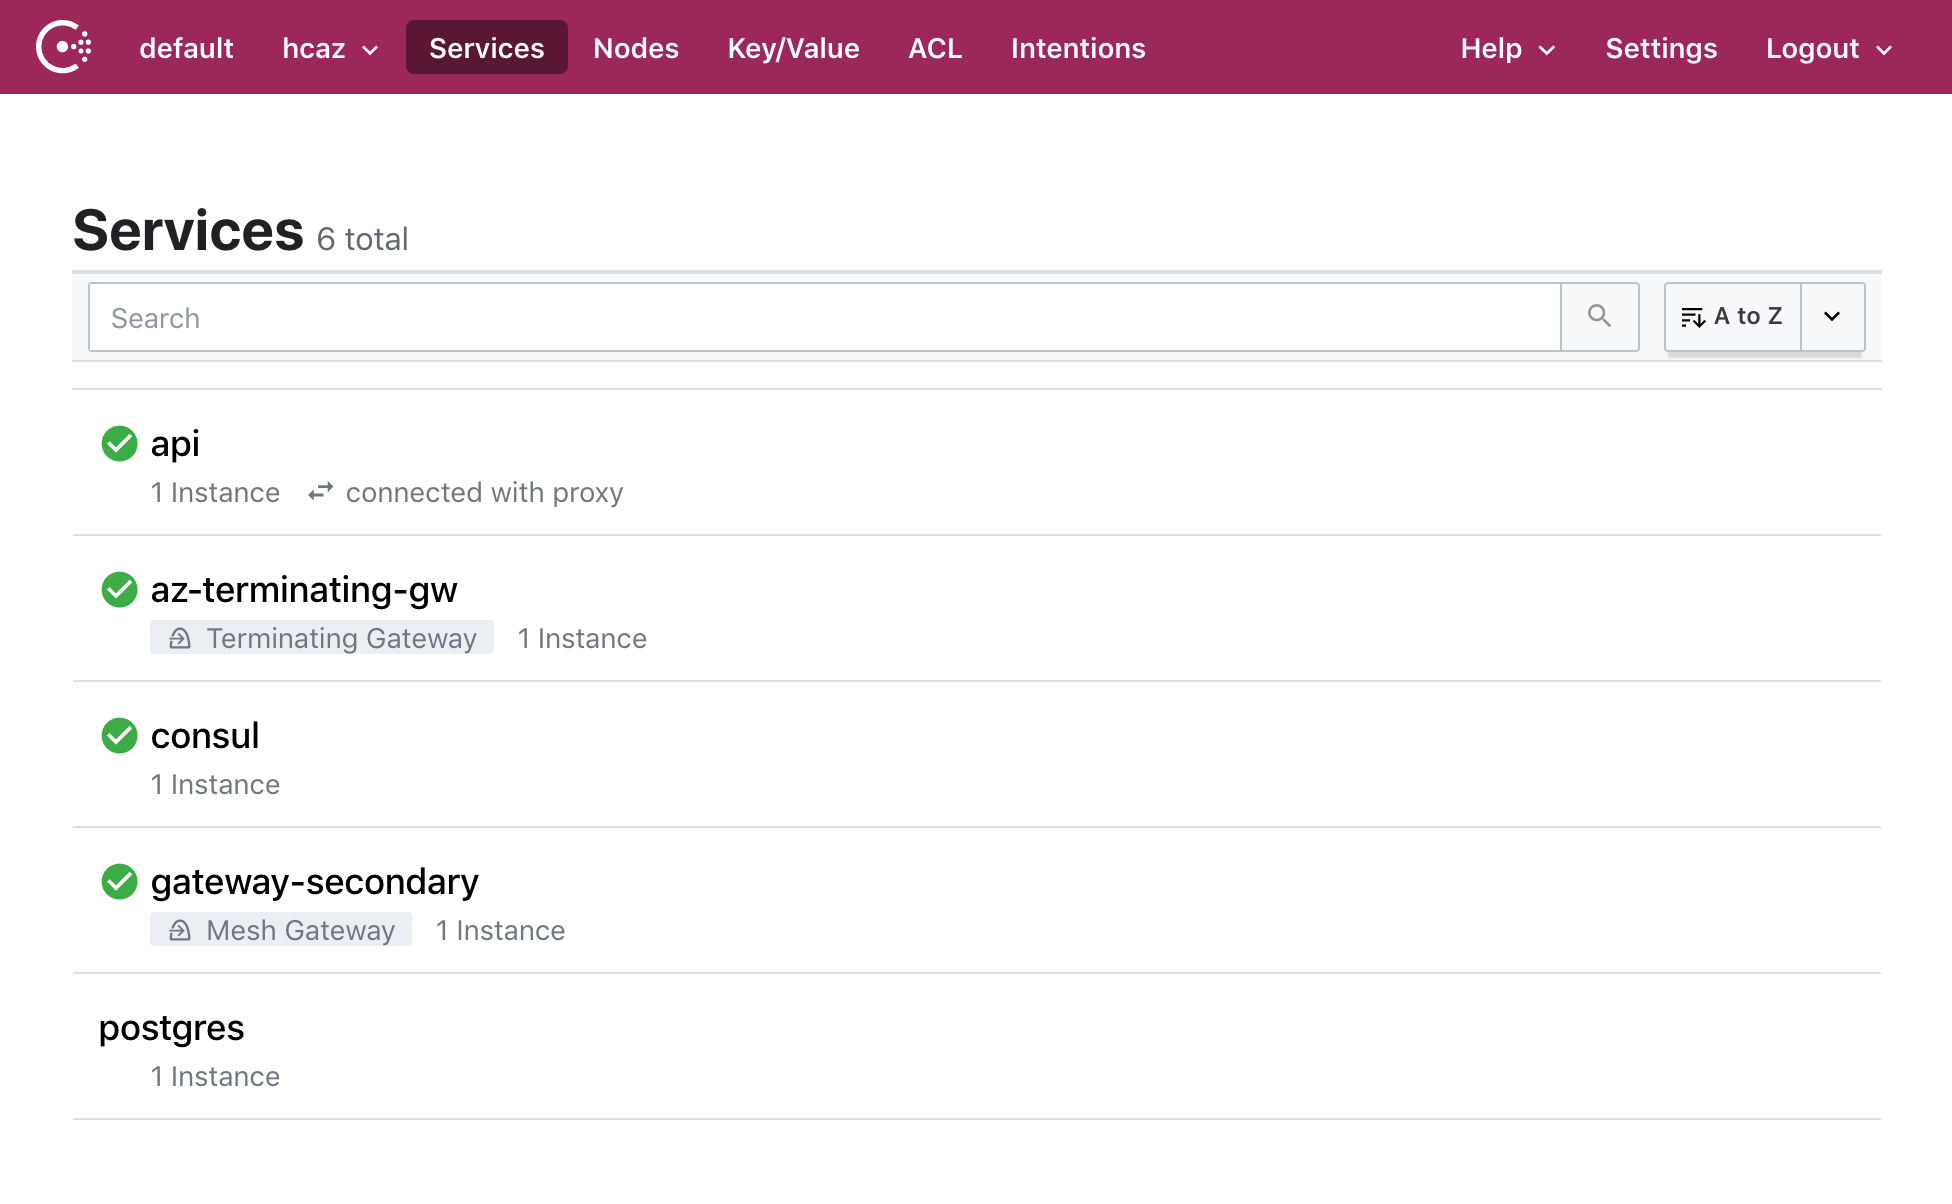 default hcaz Services Nodes Key/Value ACL Intentions Help Settings Logout
Services 6 total
Search A to Z
api
1 Instance connected with proxy
az-terminating-gw
Terminating Gateway 1 Instance
consul
1 Instance
gateway-secondary
Mesh Gateway 1 Instance
postgres
1 Instance